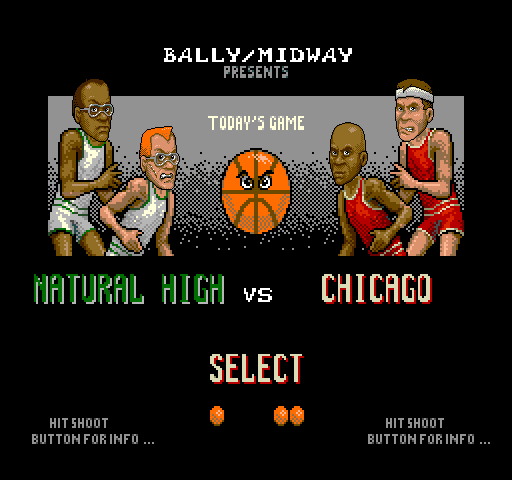 BALLY/MIDWAY
PRESENTS
TODAY'S GAME
NATURAL HIGH VS CHICAGO
SELECT
HIT SHOOT
BUTTON FOR INFO ...
HIT SHOOT
BUTTON FOR INFO ...